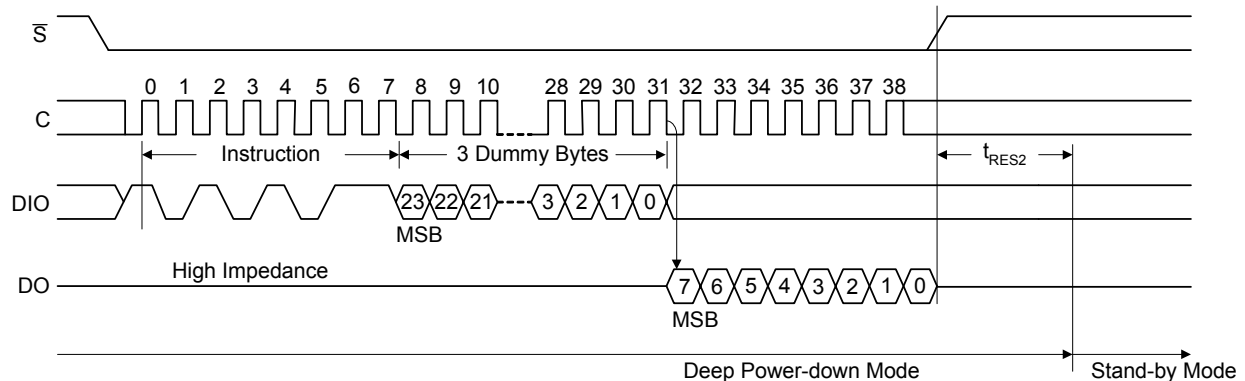 S
0 1 2 3 4 5 6 7 8 9 10 28 29 30 31 32 33 34 35 36 37 38
C
Instruction 3 Dummy Bytes tRES2
DIO 23 22 21 3 2 1 0
MSB
High Impedance
DO 7 6 5 4 3 2 1 0
MSB
Deep Power-down Mode Stand-by Mode